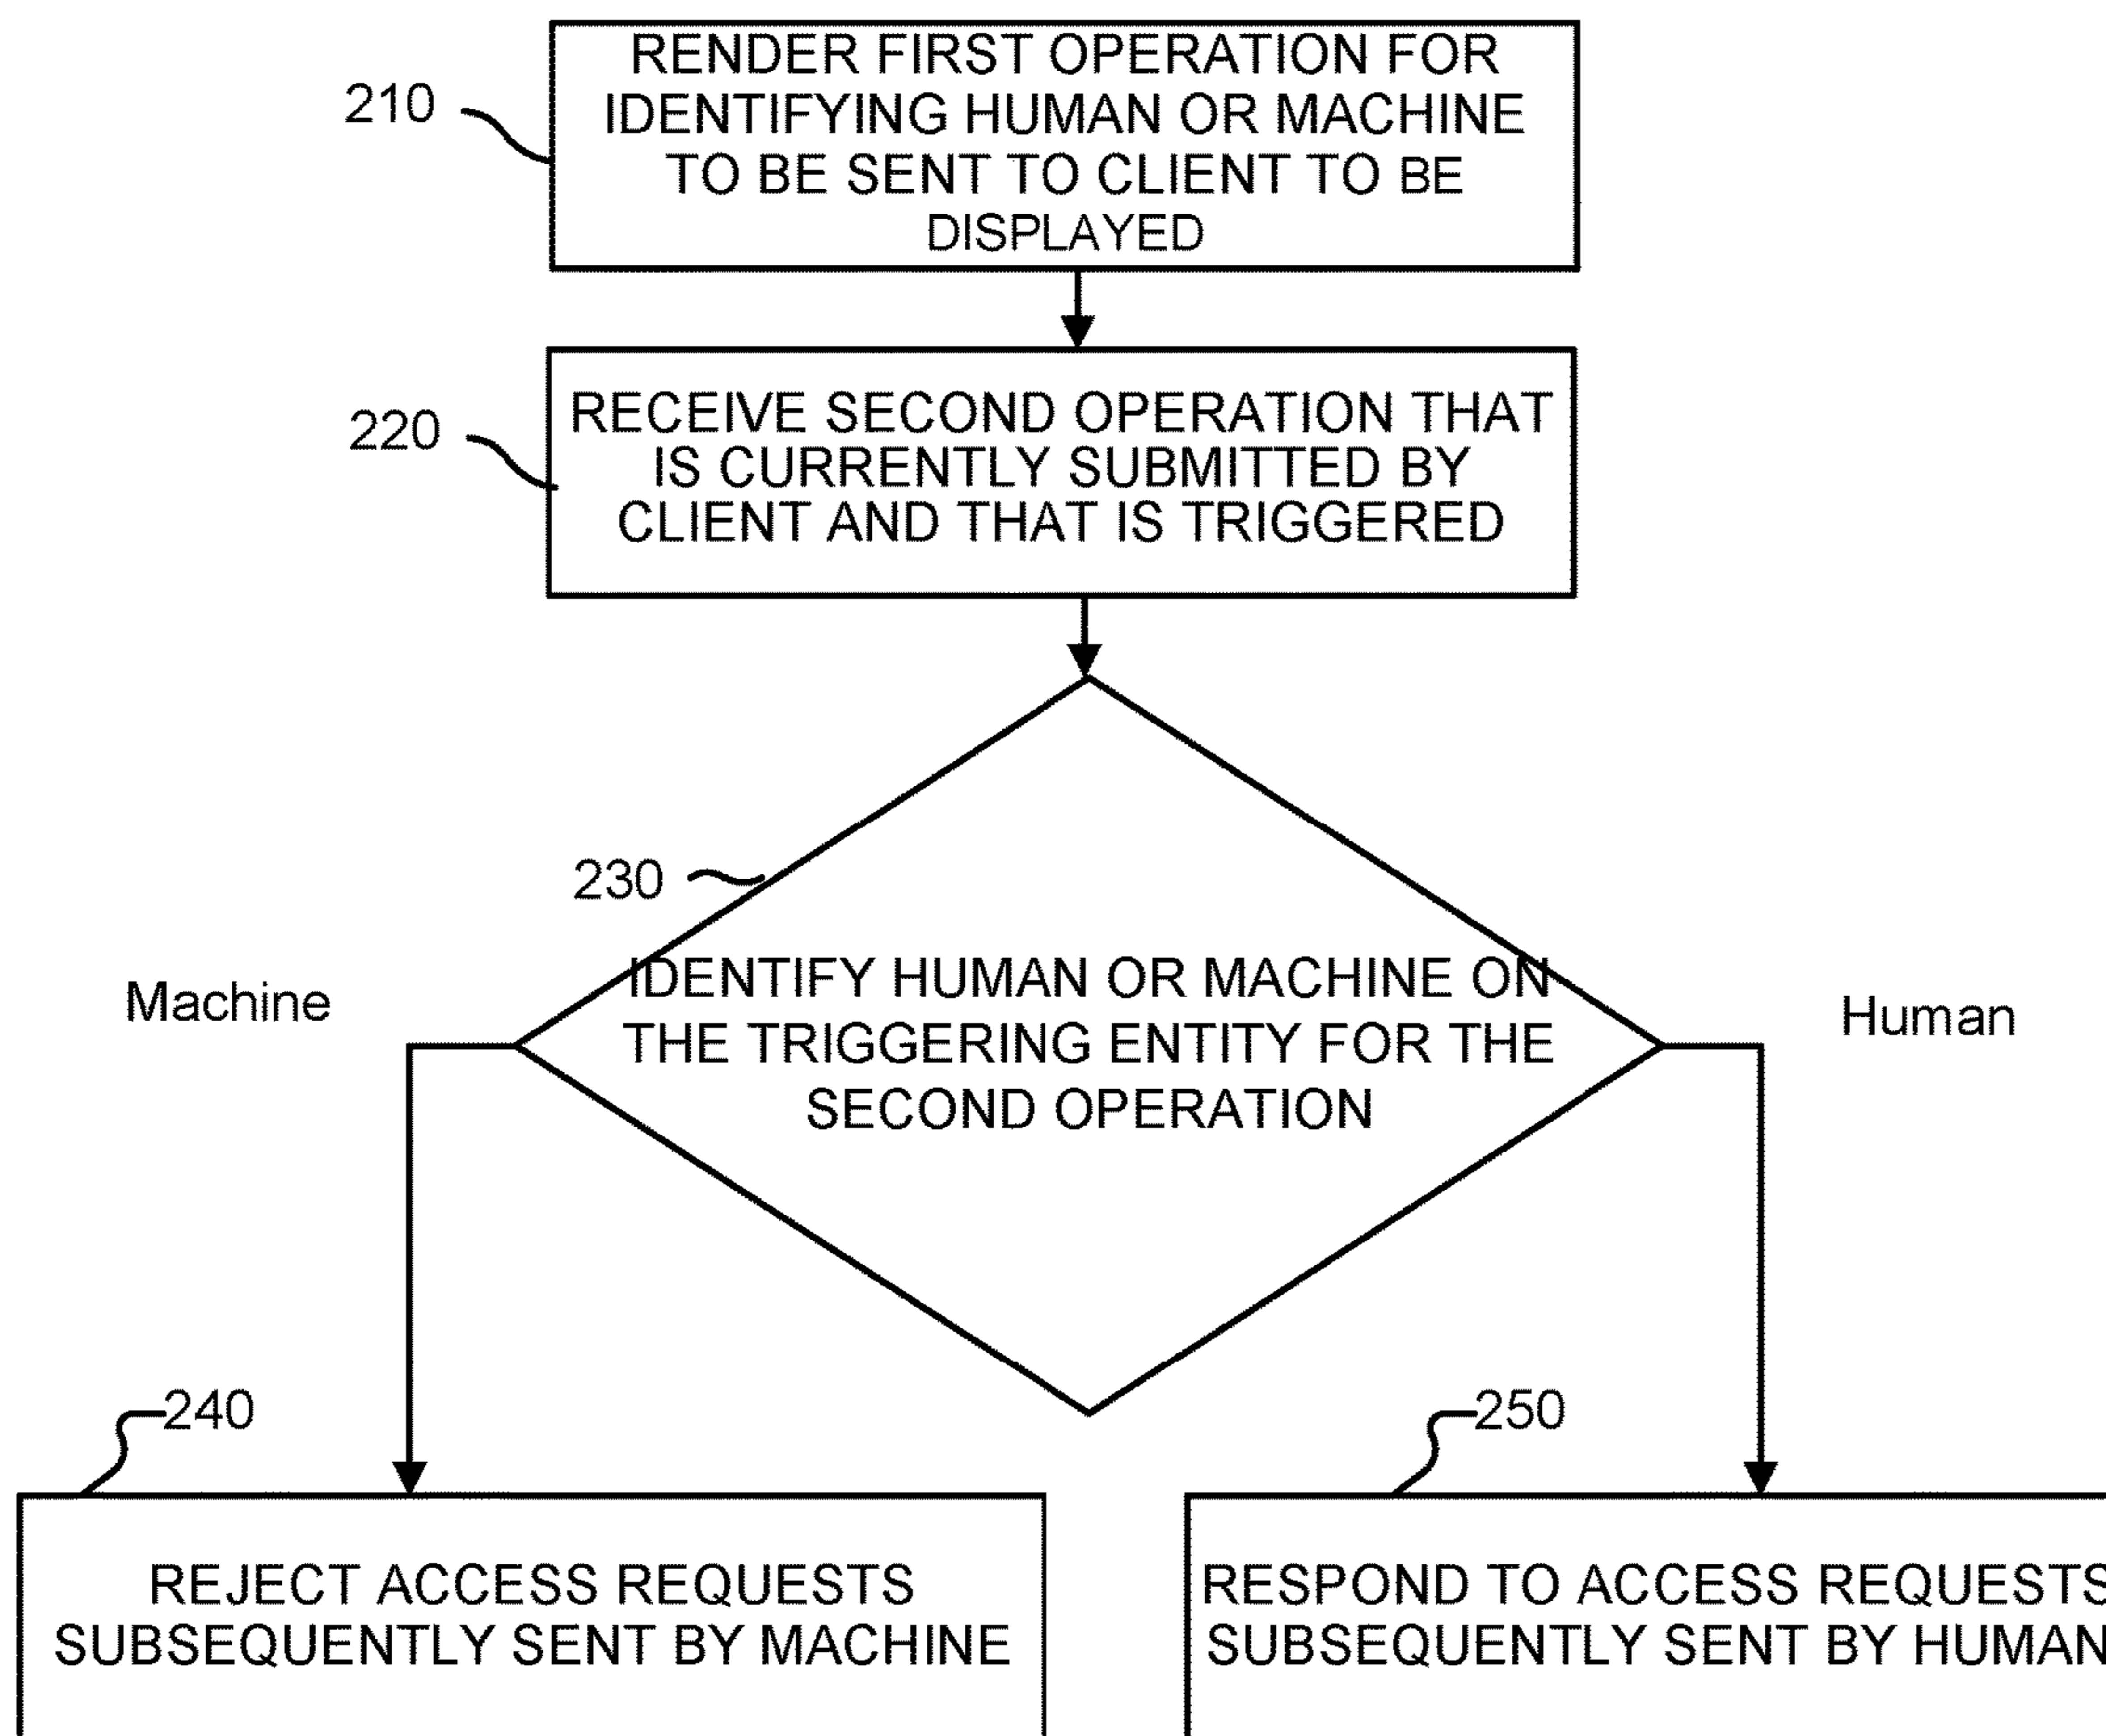 210
RENDER FIRST OPERATION FOR
IDENTIFYING HUMAN OR MACHINE
TO BE SENT TO CLIENT TO BE
DISPLAYED
220
RECEIVE SECOND OPERATION THAT
IS CURRENTLY SUBMITTED BY
CLIENT AND THAT IS TRIGGERED
230
IDENTIFY HUMAN OR MACHINE ON
THE TRIGGERING ENTITY FOR THE
SECOND OPERATION
Machine
Human
240
REJECT ACCESS REQUESTS
SUBSEQUENTLY SENT BY MACHINE
250
RESPOND TO ACCESS REQUESTS
SUBSEQUENTLY SENT BY HUMAN